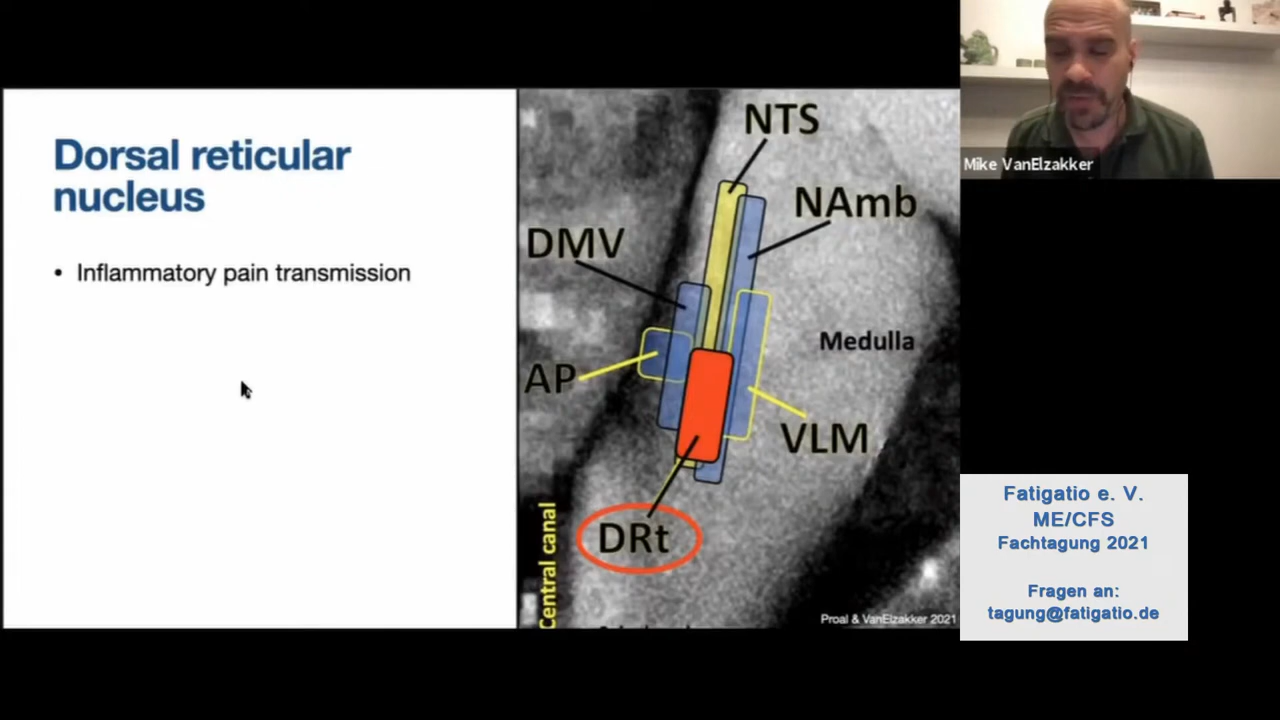 Dorsal reticular
nucleus
• Inflammatory pain transmission
NTS
NAmb
DMV
Medulla
AP
VLM
DRt
Central canal
Proal & VanElzakker 2021
Mike VanElzakker
Fatigatio e. V.
ME/CFS
Fachtagung 2021
Fragen an:
tagung@fatigatio.de